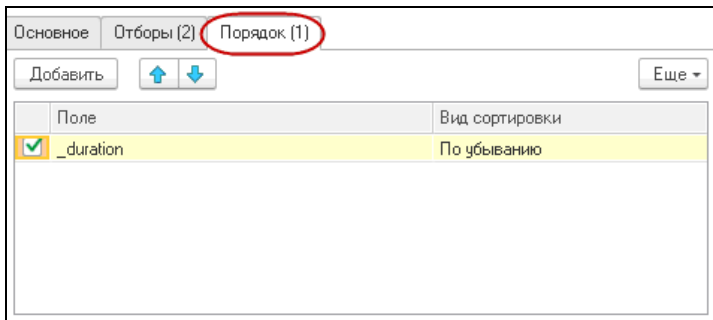 Основное Отборы (2) Порядок (1)
Добавить Еще
Поле Вид сортировки
_duration По убыванию